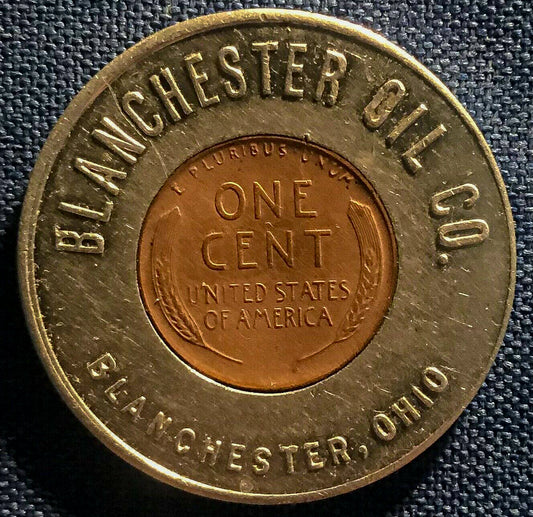 BLANCHESTER OIL CO.
E PLURIBUS UNUM
ONE
CENT
UNITED STATES
OF AMERICA
BLANCHESTER, OHIO